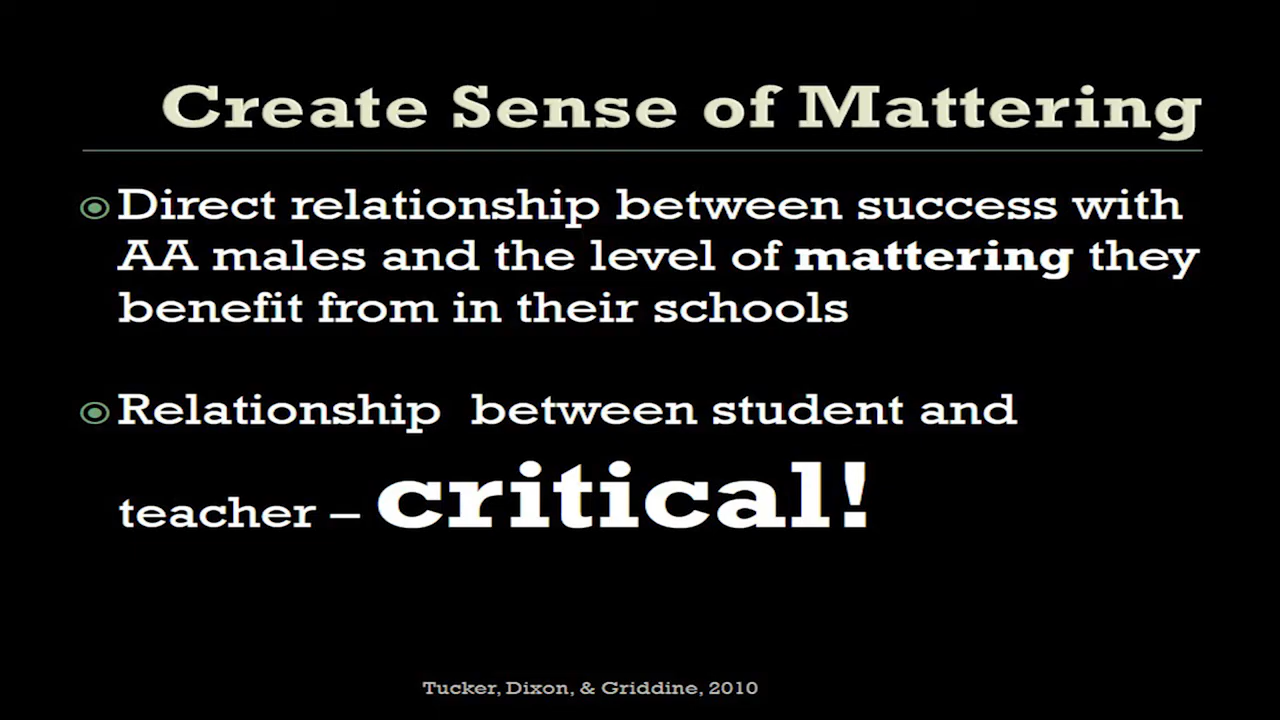 Create Sense of Mattering
Direct relationship between success with
AA males and the level of mattering they
benefit from in their schools
Relationship between student and
teacher – critical!
Tucker, Dixon, & Griddine, 2010